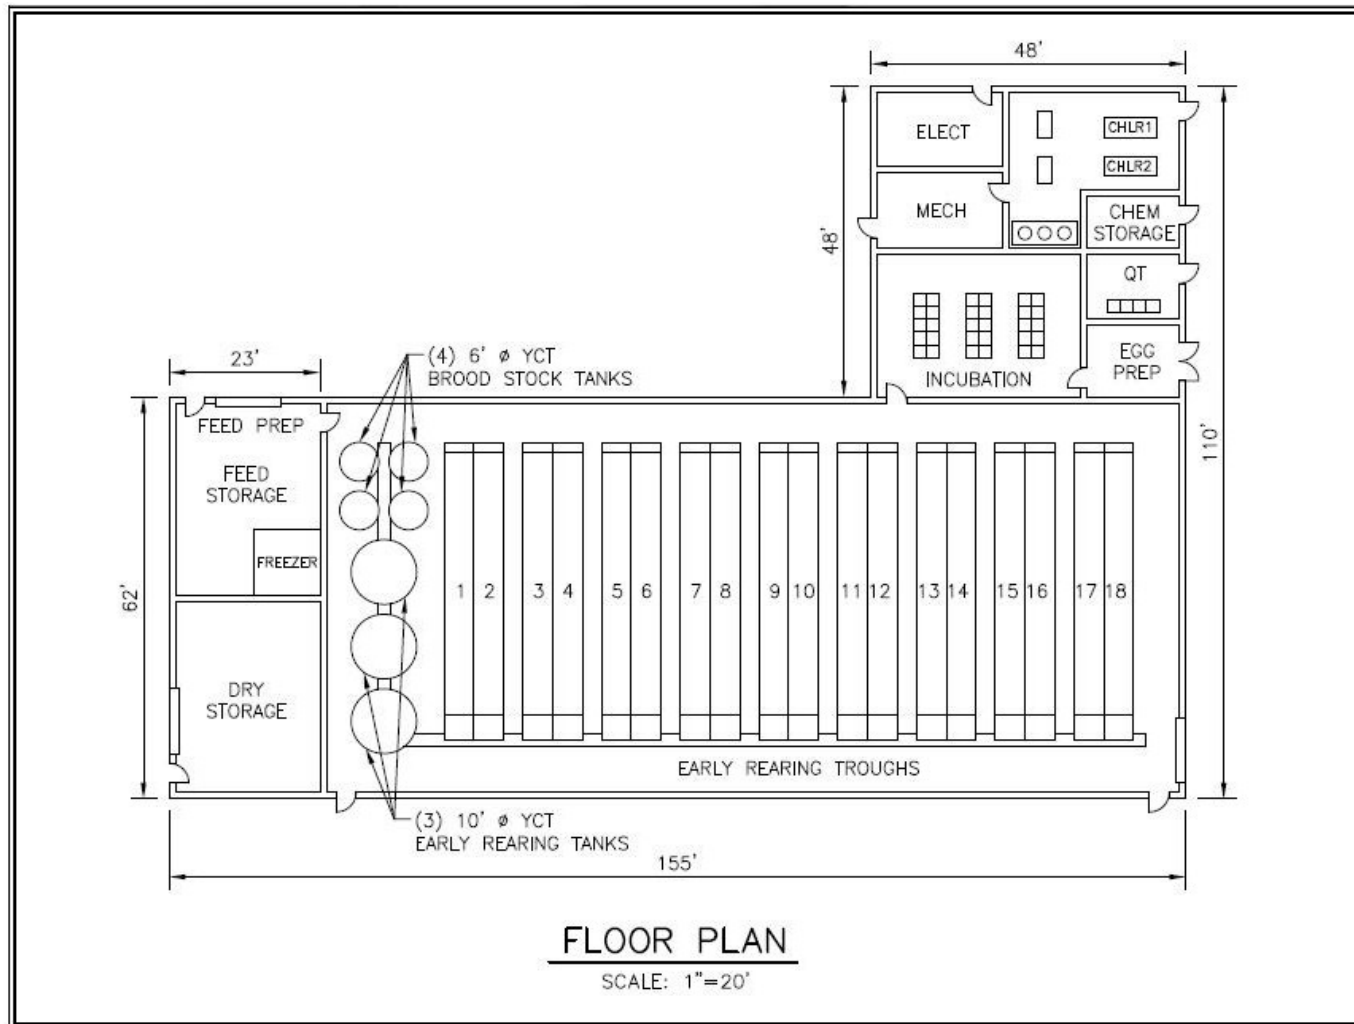 48'
ELECT
CHLR1
CHLR2
MECH
CHEM
STORAGE
48'
QT
EGG
PREP
INCUBATION
110'
23'
(4) 6' ø YCT
BROOD STOCK TANKS
FEED PREP
FEED
STORAGE
FREEZER
62'
1 2 3 4 5 6 7 8 9 10 11 12 13 14 15 16 17 18
DRY
STORAGE
EARLY REARING TROUGHS
(3) 10' ø YCT
EARLY REARING TANKS
155'
FLOOR PLAN
SCALE: 1"=20'